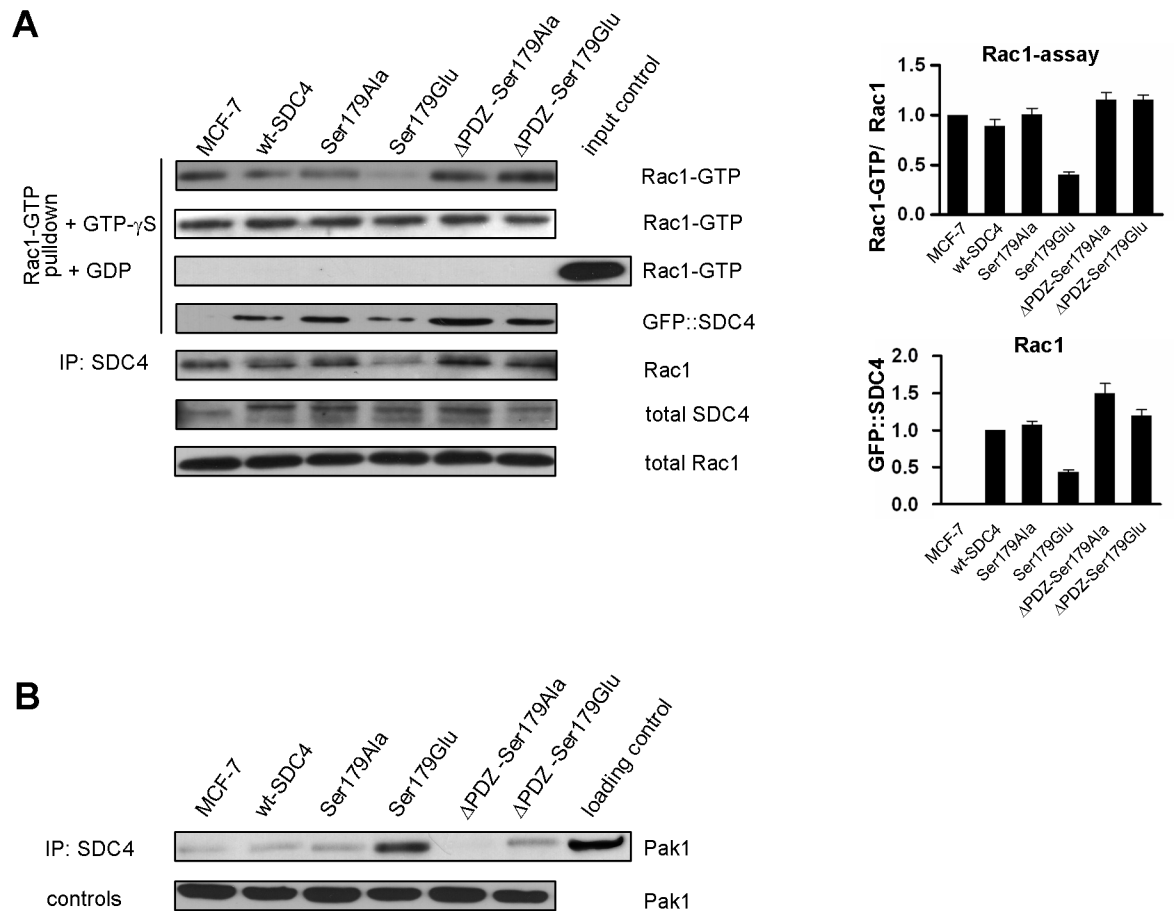 A
MCF-7
wt-SDC4
Ser179Ala
Ser179Glu
ΔPDZ -Ser179Ala
ΔPDZ -Ser179Glu
input control
Rac1-GTP
pulldown
Rac1-GTP
+ GTP-γS
Rac1-GTP
+ GDP
Rac1-GTP
GFP::SDC4
IP: SDC4
Rac1
total SDC4
total Rac1
Rac1-assay
Rac1-GTP/ Rac1
1.5
1.0
0.5
0.0
MCF-7
wt-SDC4
Ser179Ala
Ser179Glu
ΔPDZ-Ser179Ala
ΔPDZ-Ser179Glu
Rac1
GFP::SDC4
2.0
1.5
1.0
0.5
0.0
MCF-7
wt-SDC4
Ser179Ala
Ser179Glu
ΔPDZ-Ser179Ala
ΔPDZ-Ser179Glu
B
MCF-7
wt-SDC4
Ser179Ala
Ser179Glu
ΔPDZ -Ser179Ala
ΔPDZ -Ser179Glu
loading control
IP: SDC4
Pak1
controls
Pak1